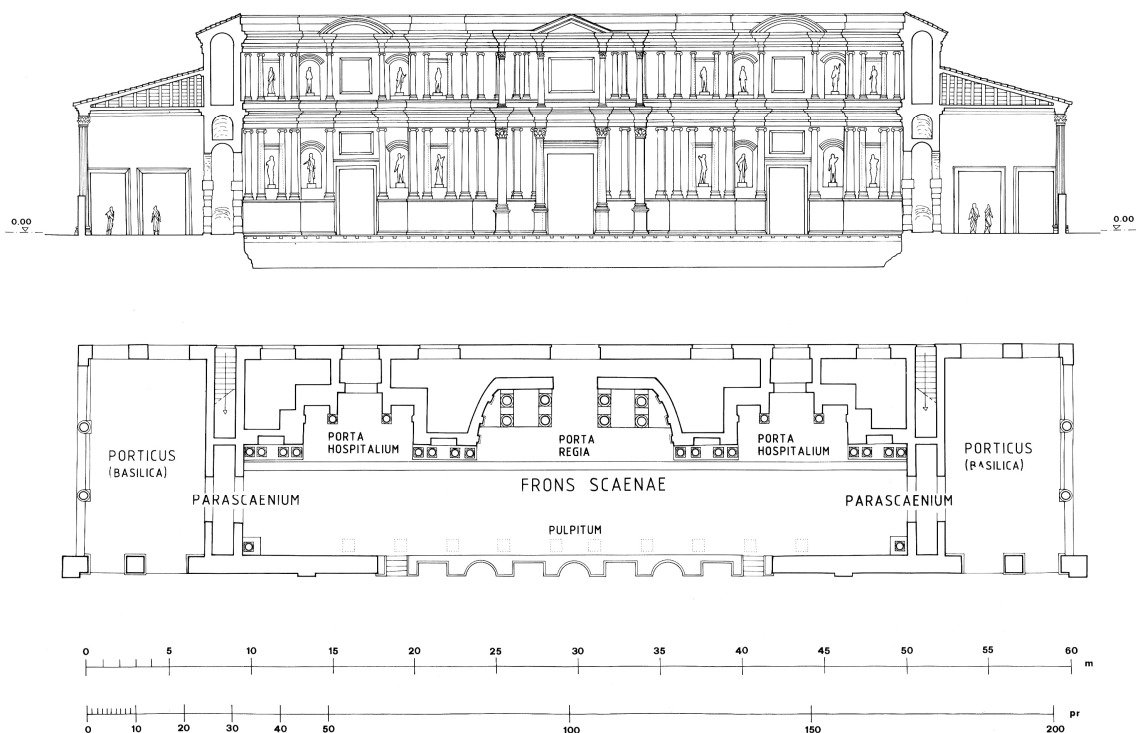 0.00
0.00
PORTICUS
(BASILICA)
PARASCAENIUM
PORTA
HOSPITALIUM
PORTA
REGIA
PORTA
HOSPITALIUM
FRONS SCAENAE
PULPITUM
PARASCAENIUM
PORTICUS
(BASILICA)
0 5 10 15 20 25 30 35 40 45 50 55 60 m
pr
0 10 20 30 40 50 100 150 200